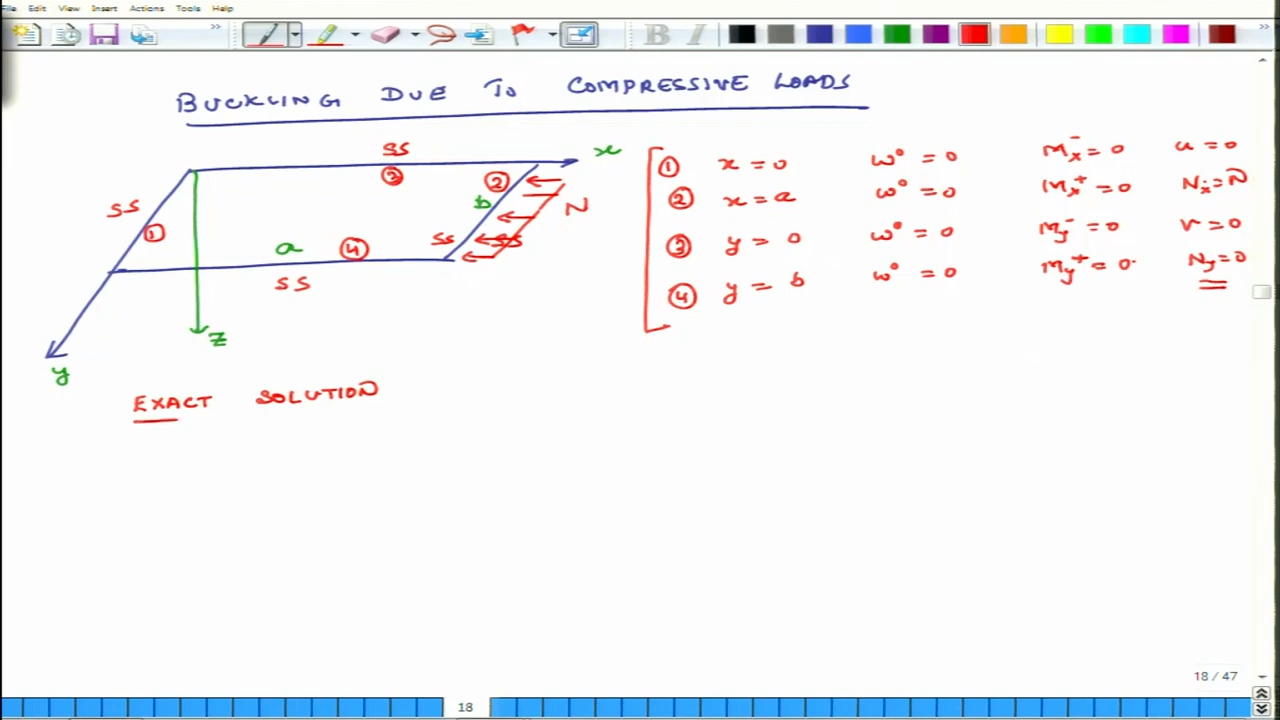 File Edit View Insert Actions Tools Help
BUCKLING DUE TO COMPRESSIVE LOADS
SS
x
SS
①
②
②
b
N
a
④
SS
SS
SS
z
y
① x = 0 w° = 0 Mx⁻ = 0 u = 0
② x = a w° = 0 Mx⁺ = 0 Nx = N
③ y = 0 w° = 0 My⁻ = 0 v = 0
④ y = b w° = 0 My⁺ = 0 Ny = 0
EXACT SOLUTION
18 / 47
18